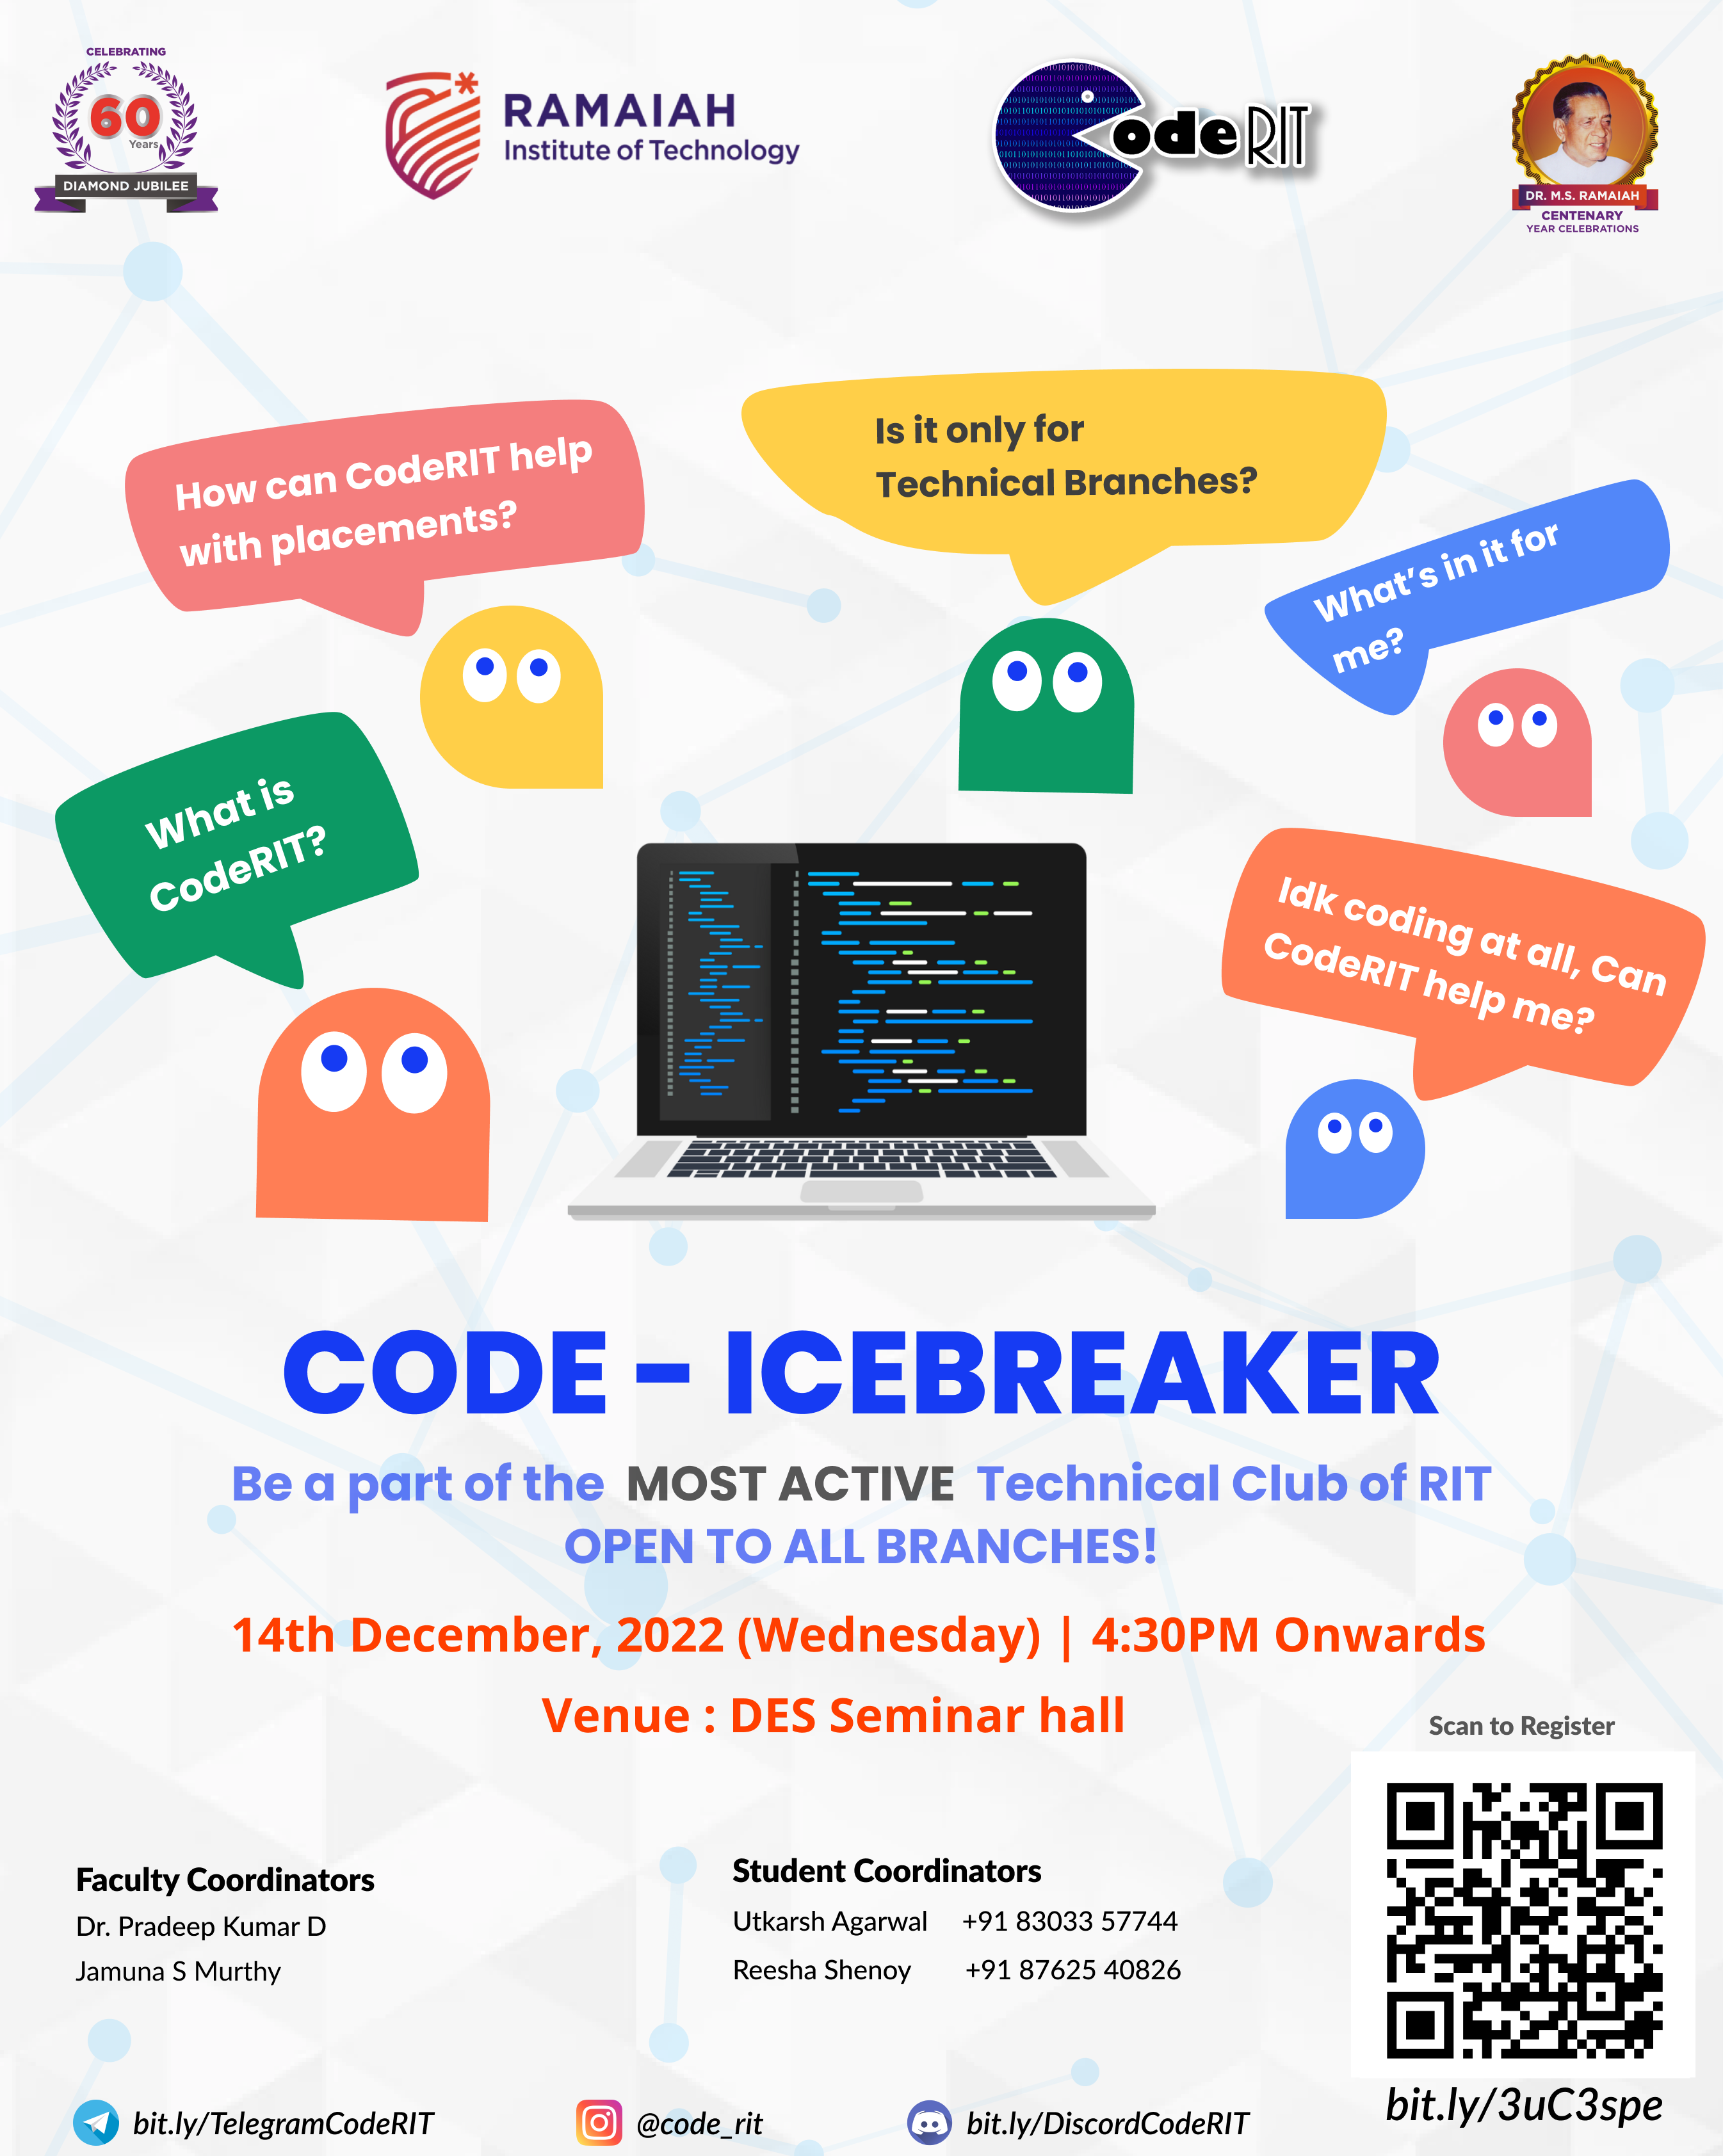 CELEBRATING
60
Years
DIAMOND JUBILEE
RAMAIAH
Institute of Technology
odeRIT
DR. M.S. RAMAIAH
CENTENARY
YEAR CELEBRATIONS
How can CodeRIT help
with placements?
Is it only for
Technical Branches?
What's in it for
me?
What is
CodeRIT?
Idk coding at all, Can
CodeRIT help me?
CODE - ICEBREAKER
Be a part of the MOST ACTIVE Technical Club of RIT
OPEN TO ALL BRANCHES!
14th December, 2022 (Wednesday) | 4:30PM Onwards
Venue : DES Seminar hall
Scan to Register
Faculty Coordinators
Dr. Pradeep Kumar D
Jamuna S Murthy
Student Coordinators
Utkarsh Agarwal +91 83033 57744
Reesha Shenoy +91 87625 40826
bit.ly/3uC3spe
bit.ly/TelegramCodeRIT
@code_rit
bit.ly/DiscordCodeRIT